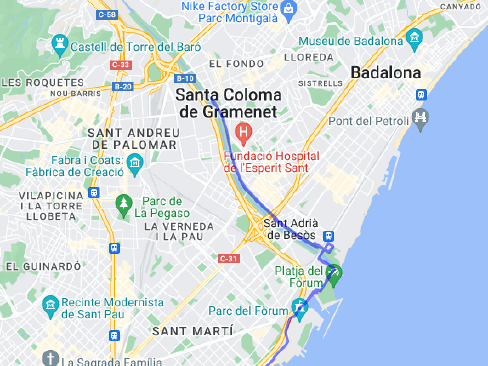 Nike Factory Store
Parc Montigalà
CANYADÓ
C-58
Castell de Torre del Baró
Museu de Badalona
EL FONDO
LLOREDA
C-33
B-10
Badalona
LES ROQUETES
B-20
SISTRELLS
NOU BARRIS
Santa Coloma
de Gramenet
Pont del Petroli
SANT ANDREU
DE PALOMAR
Fundació Hospital
de l'Esperit Sant
Fabra i Coats:
Fàbrica de Creació
VILAPICINA
I LA TORRE
LLOBETA
Parc de
La Pegaso
LA VERNEDA
I LA PAU
Sant Adrià
de Besòs
C-31
EL GUINARDÓ
Platja del
Fòrum
Recinte Modernista
de Sant Pau
Parc del Fòrum
SANT MARTÍ
La Sagrada Família